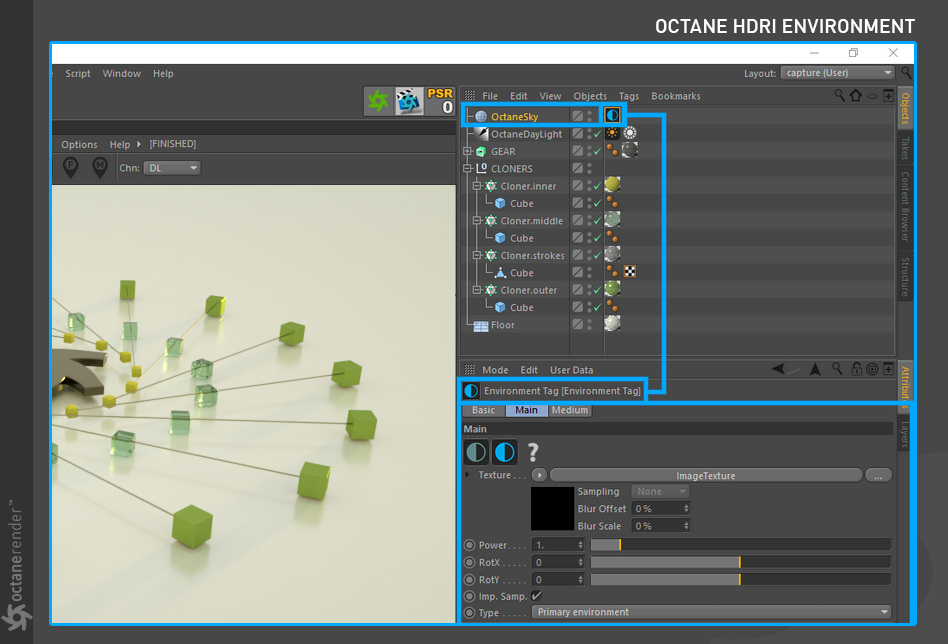 OCTANE HDRI ENVIRONMENT
Script Window Help
Layout: capture (User)
PSR
0
File Edit View Objects Tags Bookmarks
Options Help [FINISHED]
F M Chn: DL
OctaneSky
OctaneDayLight
GEAR
CLONERS
Cloner.inner
Cube
Cloner.middle
Cube
Cloner.strokes
Cube
Cloner.outer
Cube
Floor
Objects
Takes
Content Browser
Structure
Mode Edit User Data
Environment Tag [Environment Tag]
Basic Main Medium
Main
?
Texture . . . ImageTexture ...
Sampling None
Blur Offset 0 %
Blur Scale 0 %
Power. . . . 1.
RotX . . . . . 0
RotY . . . . . 0
Imp. Samp.
Type . . . . . Primary environment
Attributes
Layers
octanerender™